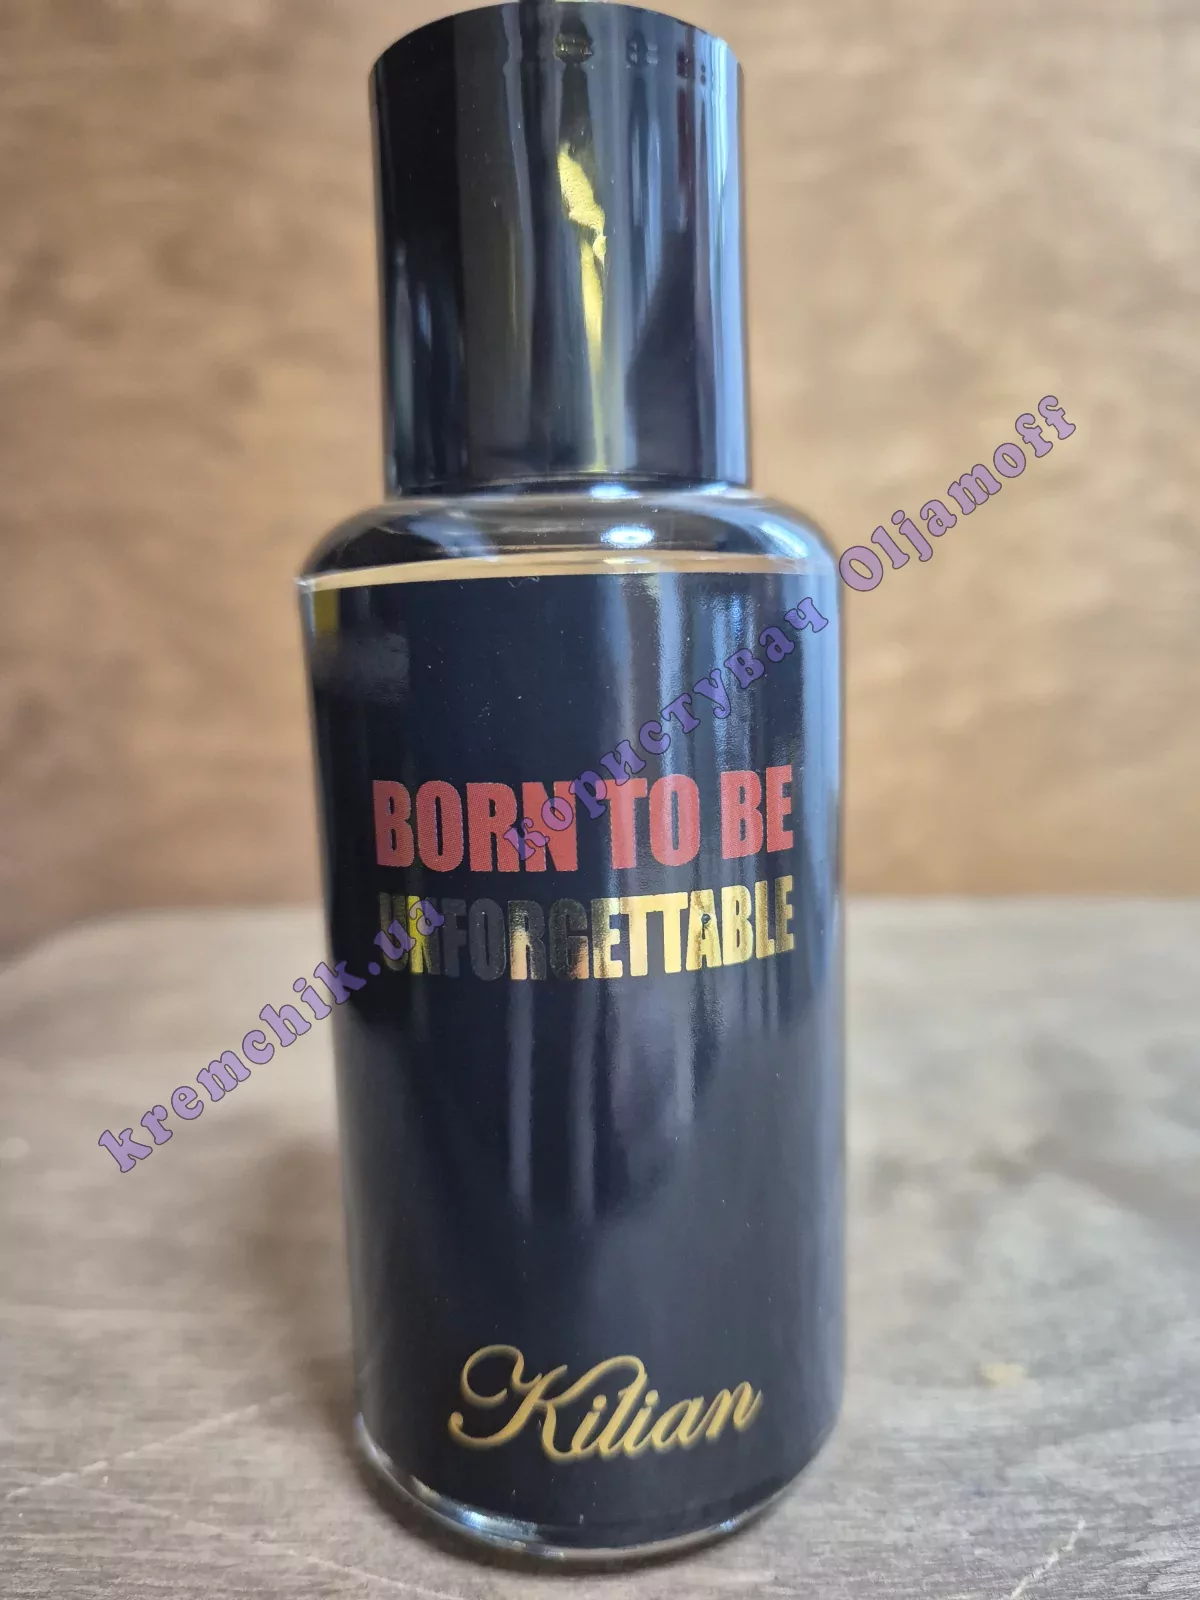 BORN TO BE
UNFORGETTABLE
Kilian
kremchik.ua користувач Oljamoff